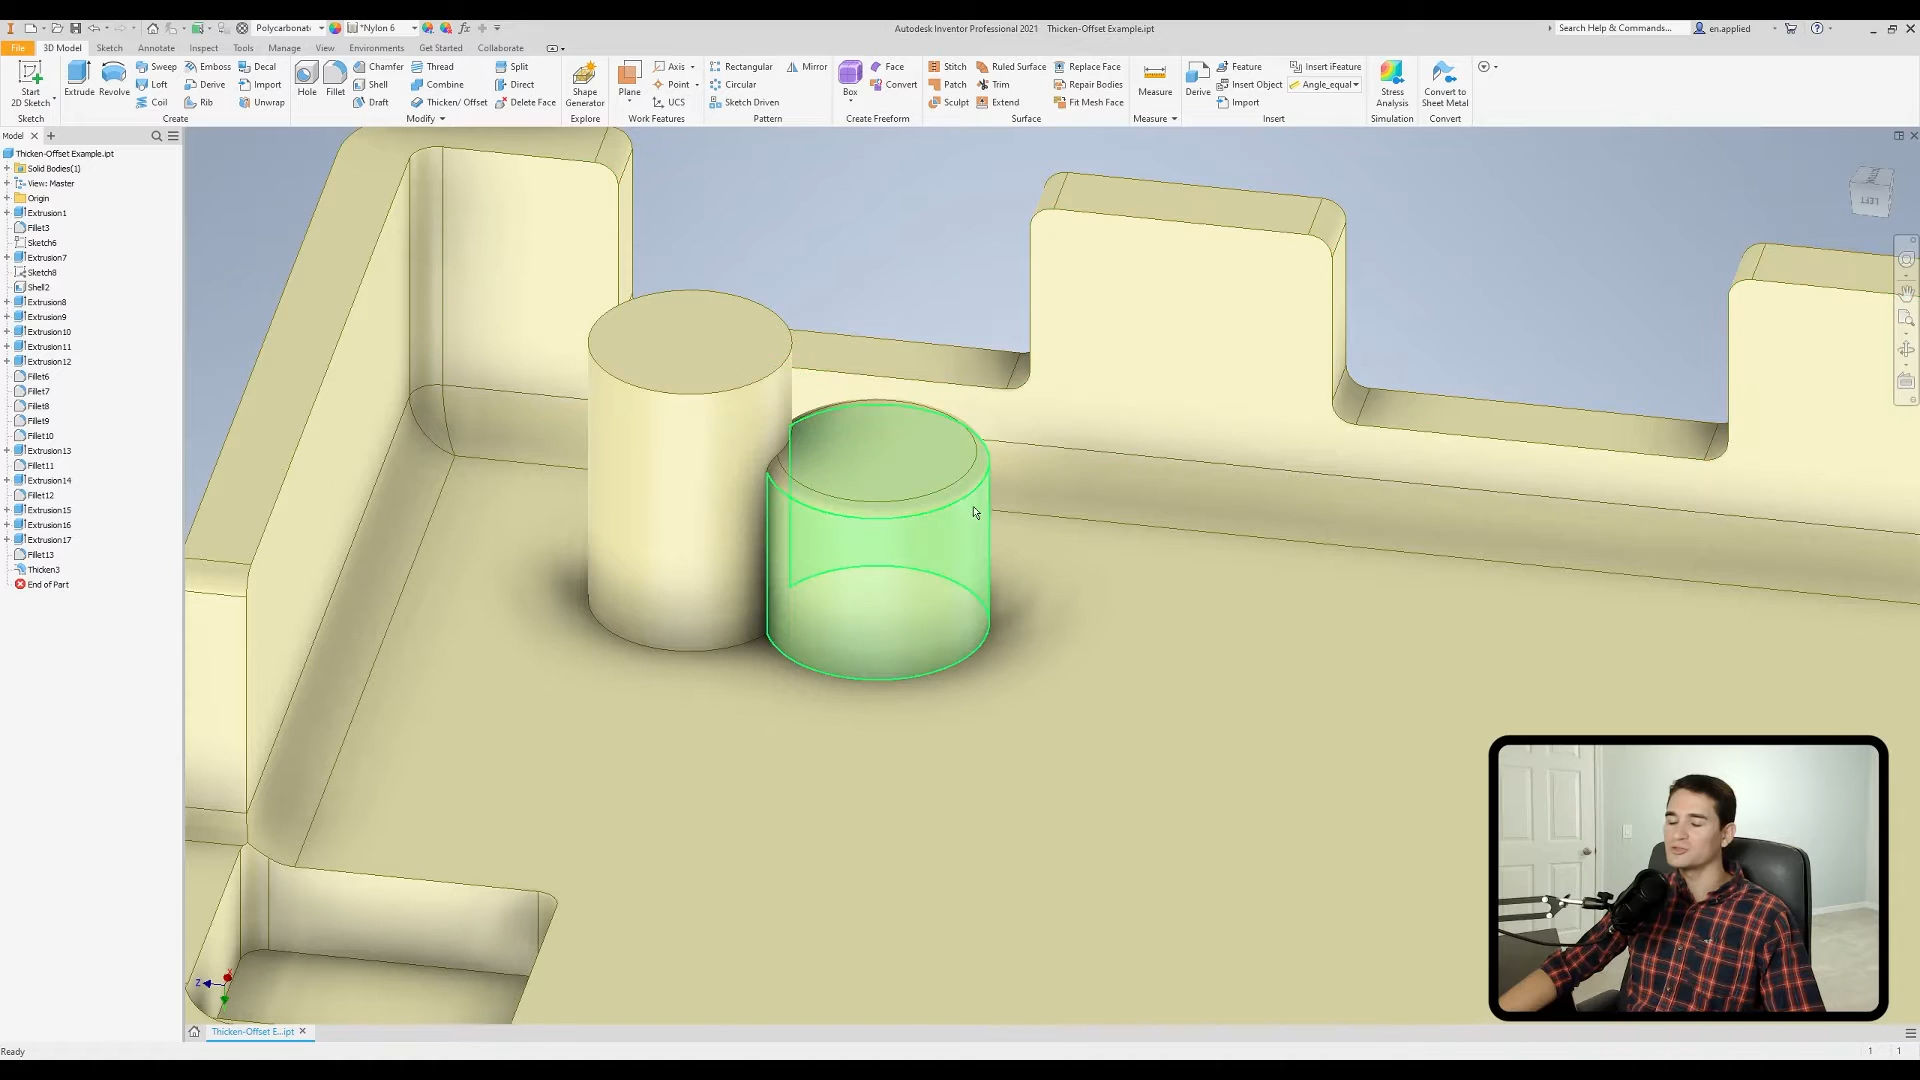 Polycarbonat
*Nylon 6
Autodesk Inventor Professional 2021 Thicken-Offset Example.ipt
Search Help & Commands...
en.applied
File
3D Model
Sketch
Annotate
Inspect
Tools
Manage
View
Environments
Get Started
Collaborate
Start
2D Sketch
Sketch
Extrude
Revolve
Sweep
Loft
Coil
Emboss
Derive
Rib
Decal
Import
Unwrap
Create
Hole
Fillet
Chamfer
Shell
Draft
Thread
Combine
Thicken/ Offset
Split
Direct
Delete Face
Modify
Shape
Generator
Explore
Plane
Axis
Point
UCS
Work Features
Rectangular
Circular
Sketch Driven
Mirror
Pattern
Box
Face
Convert
Create Freeform
Stitch
Patch
Sculpt
Ruled Surface
Trim
Extend
Replace Face
Repair Bodies
Fit Mesh Face
Surface
Measure
Measure
Derive
Feature
Insert Object
Import
Insert iFeature
Angle_equal
Insert
Stress
Analysis
Simulation
Convert to
Sheet Metal
Convert
Model
Thicken-Offset Example.ipt
Solid Bodies(1)
View: Master
Origin
Extrusion1
Fillet3
Sketch6
Extrusion7
Sketch8
Shell2
Extrusion8
Extrusion9
Extrusion10
Extrusion11
Extrusion12
Fillet6
Fillet7
Fillet8
Fillet9
Fillet10
Extrusion13
Fillet11
Extrusion14
Fillet12
Extrusion15
Extrusion16
Extrusion17
Fillet13
Thicken3
End of Part
LEFT
Z
X
Thicken-Offset E...ipt
Ready
1 1